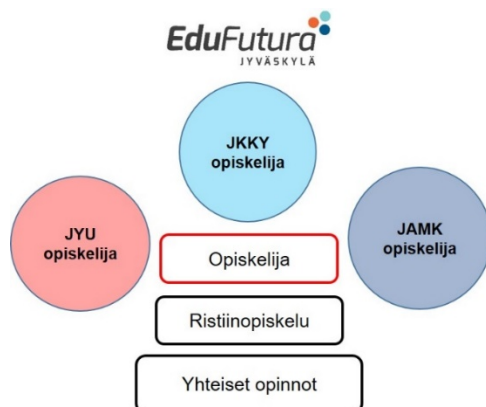 EduFutura
JYVÄSKYLÄ
JKKY
opiskelija
JYU
opiskelija
JAMK
opiskelija
Opiskelija
Ristiinopiskelu
Yhteiset opinnot